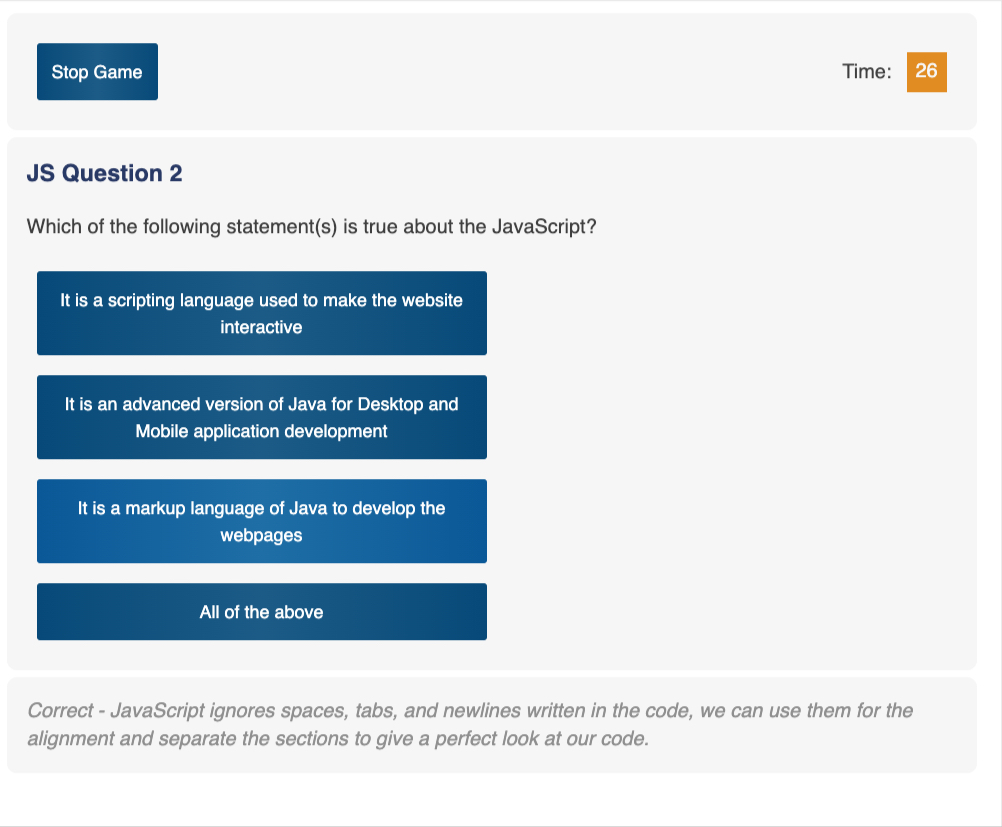 Stop Game
Time: 26
JS Question 2
Which of the following statement(s) is true about the JavaScript?
It is a scripting language used to make the website
interactive
It is an advanced version of Java for Desktop and
Mobile application development
It is a markup language of Java to develop the
webpages
All of the above
Correct - JavaScript ignores spaces, tabs, and newlines written in the code, we can use them for the
alignment and separate the sections to give a perfect look at our code.